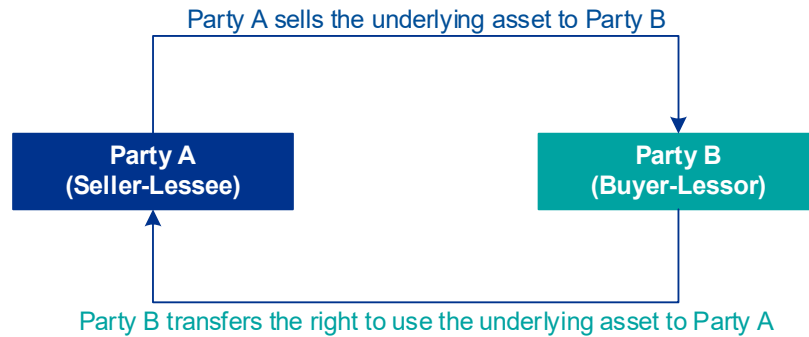 Party A sells the underlying asset to Party B
Party A
(Seller-Lessee)
Party B
(Buyer-Lessor)
Party B transfers the right to use the underlying asset to Party A